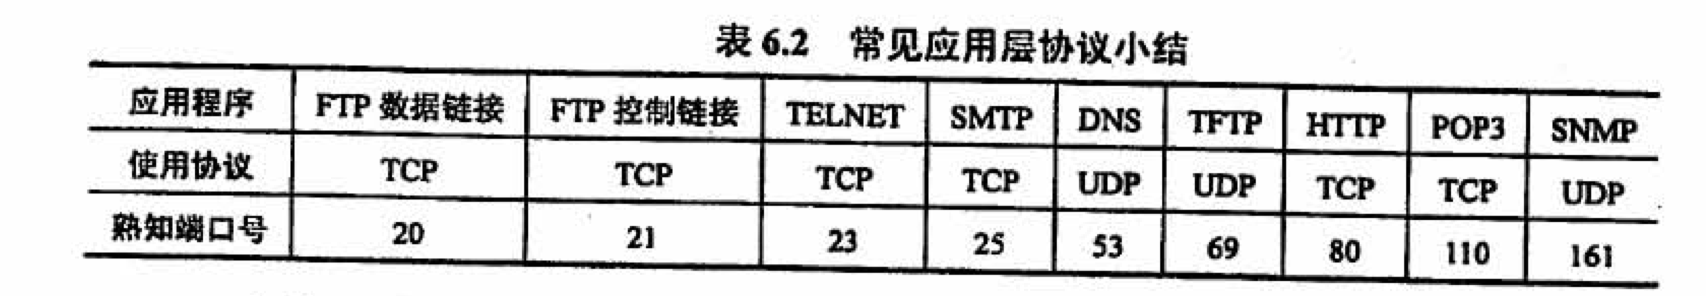 表 6.2 常见应用层协议小结
应用程序 FTP 数据链接 FTP 控制链接 TELNET SMTP DNS TFTP HTTP POP3 SNMP
使用协议 TCP TCP TCP TCP UDP UDP TCP TCP UDP
熟知端口号 20 21 23 25 53 69 80 110 161